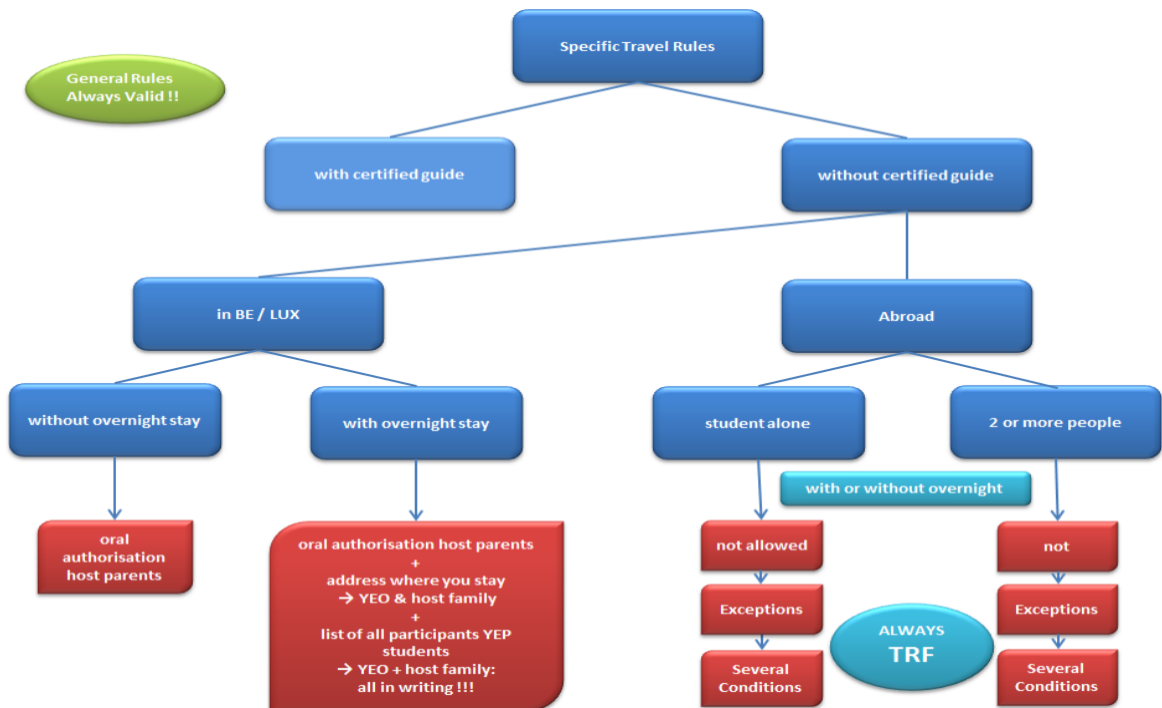 Specific Travel Rules
General Rules
Always Valid !!
with certified guide
without certified guide
in BE / LUX
Abroad
without overnight stay
with overnight stay
student alone
2 or more people
with or without overnight
oral
authorisation
host parents
oral authorisation host parents
+
address where you stay
→ YEO & host family
+
list of all participants YEP
students
→ YEO + host family:
all in writing !!!
not allowed
not
Exceptions
Exceptions
ALWAYS
TRF
Several
Conditions
Several
Conditions